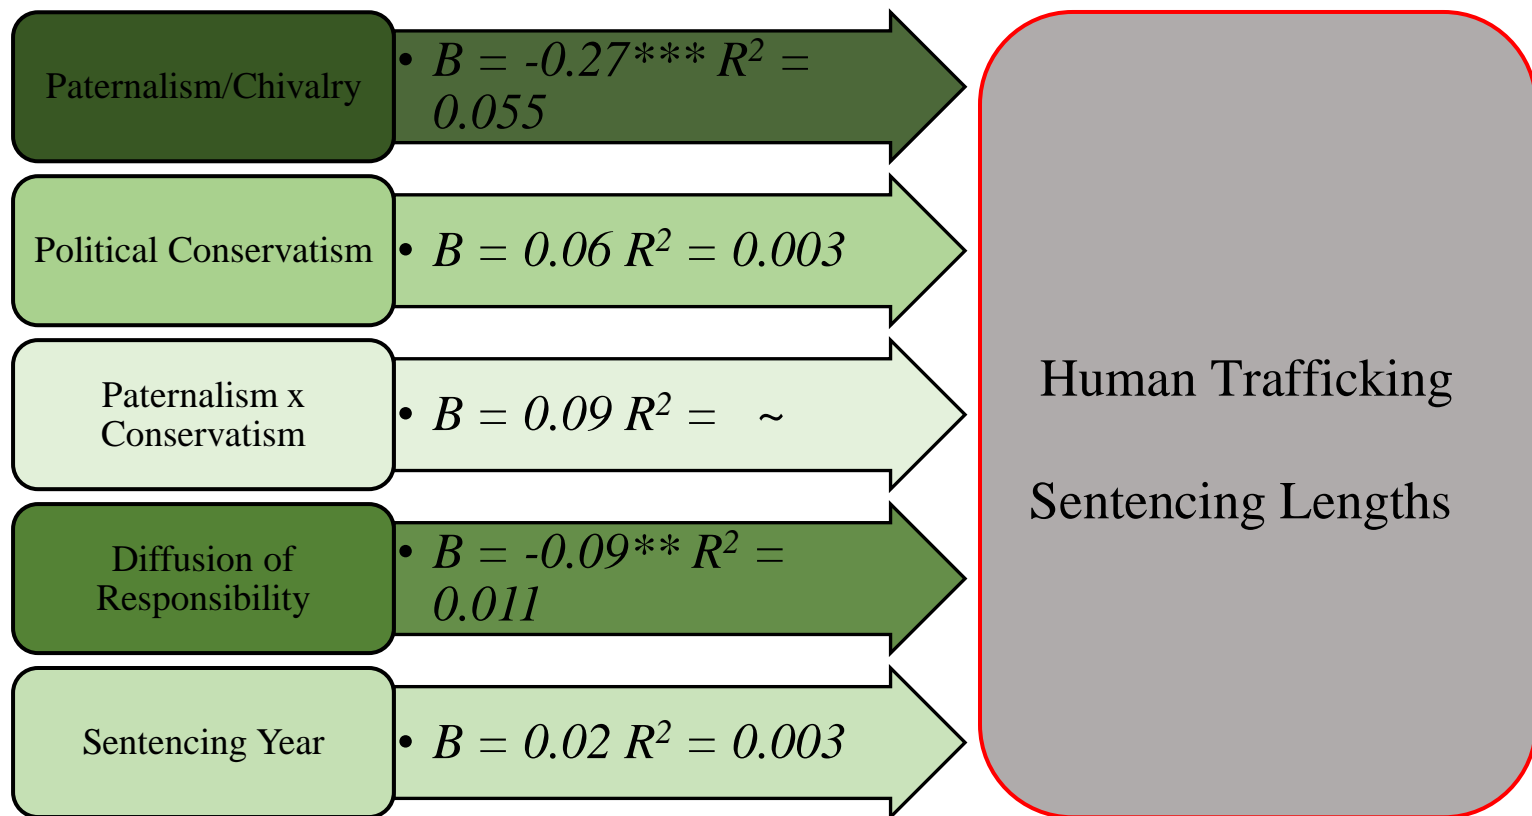 Paternalism/Chivalry
• B = -0.27*** R² =
0.055
Political Conservatism
• B = 0.06 R² = 0.003
Paternalism x
Conservatism
• B = 0.09 R² = ~
Diffusion of
Responsibility
• B = -0.09** R² =
0.011
Sentencing Year
• B = 0.02 R² = 0.003
Human Trafficking
Sentencing Lengths